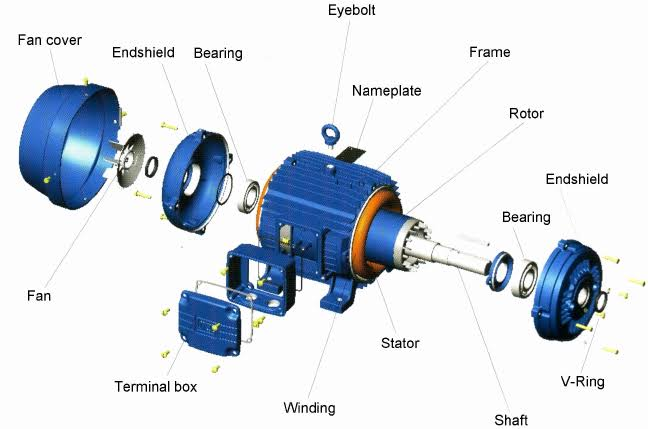 Eyebolt
Fan cover
Endshield
Bearing
Frame
Nameplate
Rotor
Endshield
Bearing
Fan
Stator
Terminal box
Winding
V-Ring
Shaft